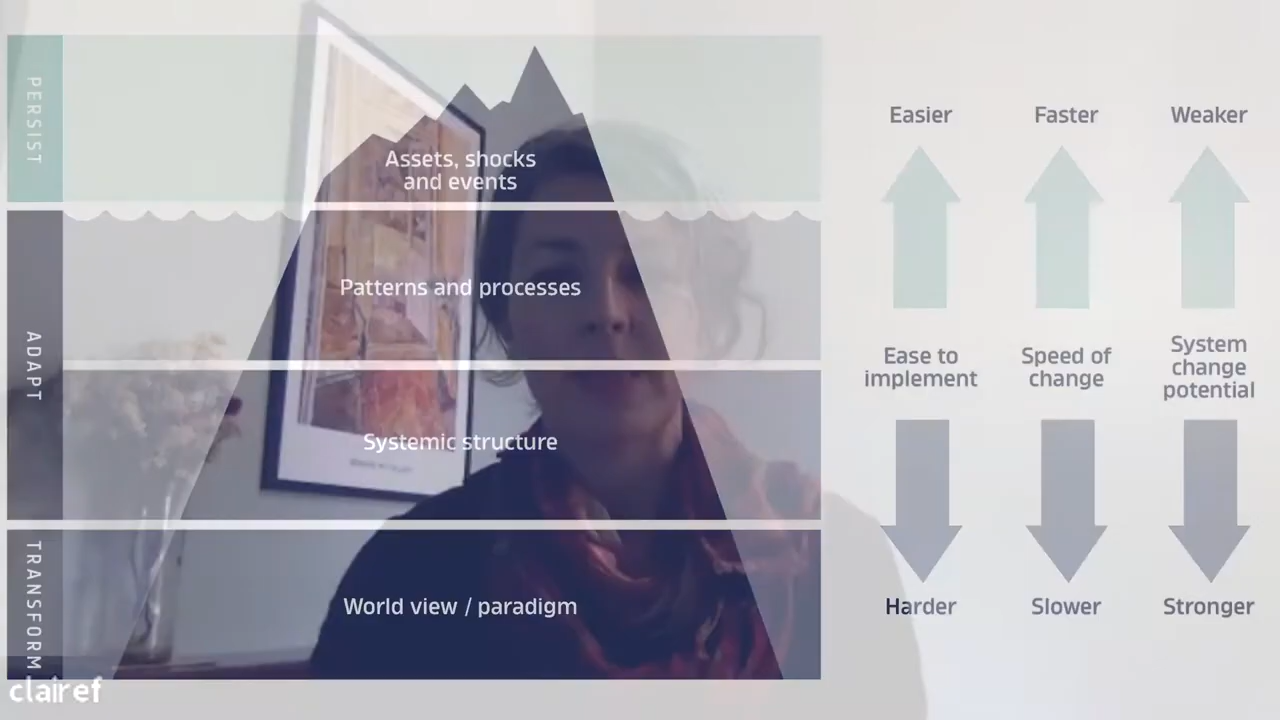 PERSIST
Assets, shocks
and events
Patterns and processes
ADAPT
Systemic structure
TRANSFORM
World view / paradigm
Easier
Faster
Weaker
Ease to
implement
Speed of
change
System
change
potential
Harder
Slower
Stronger
clairef